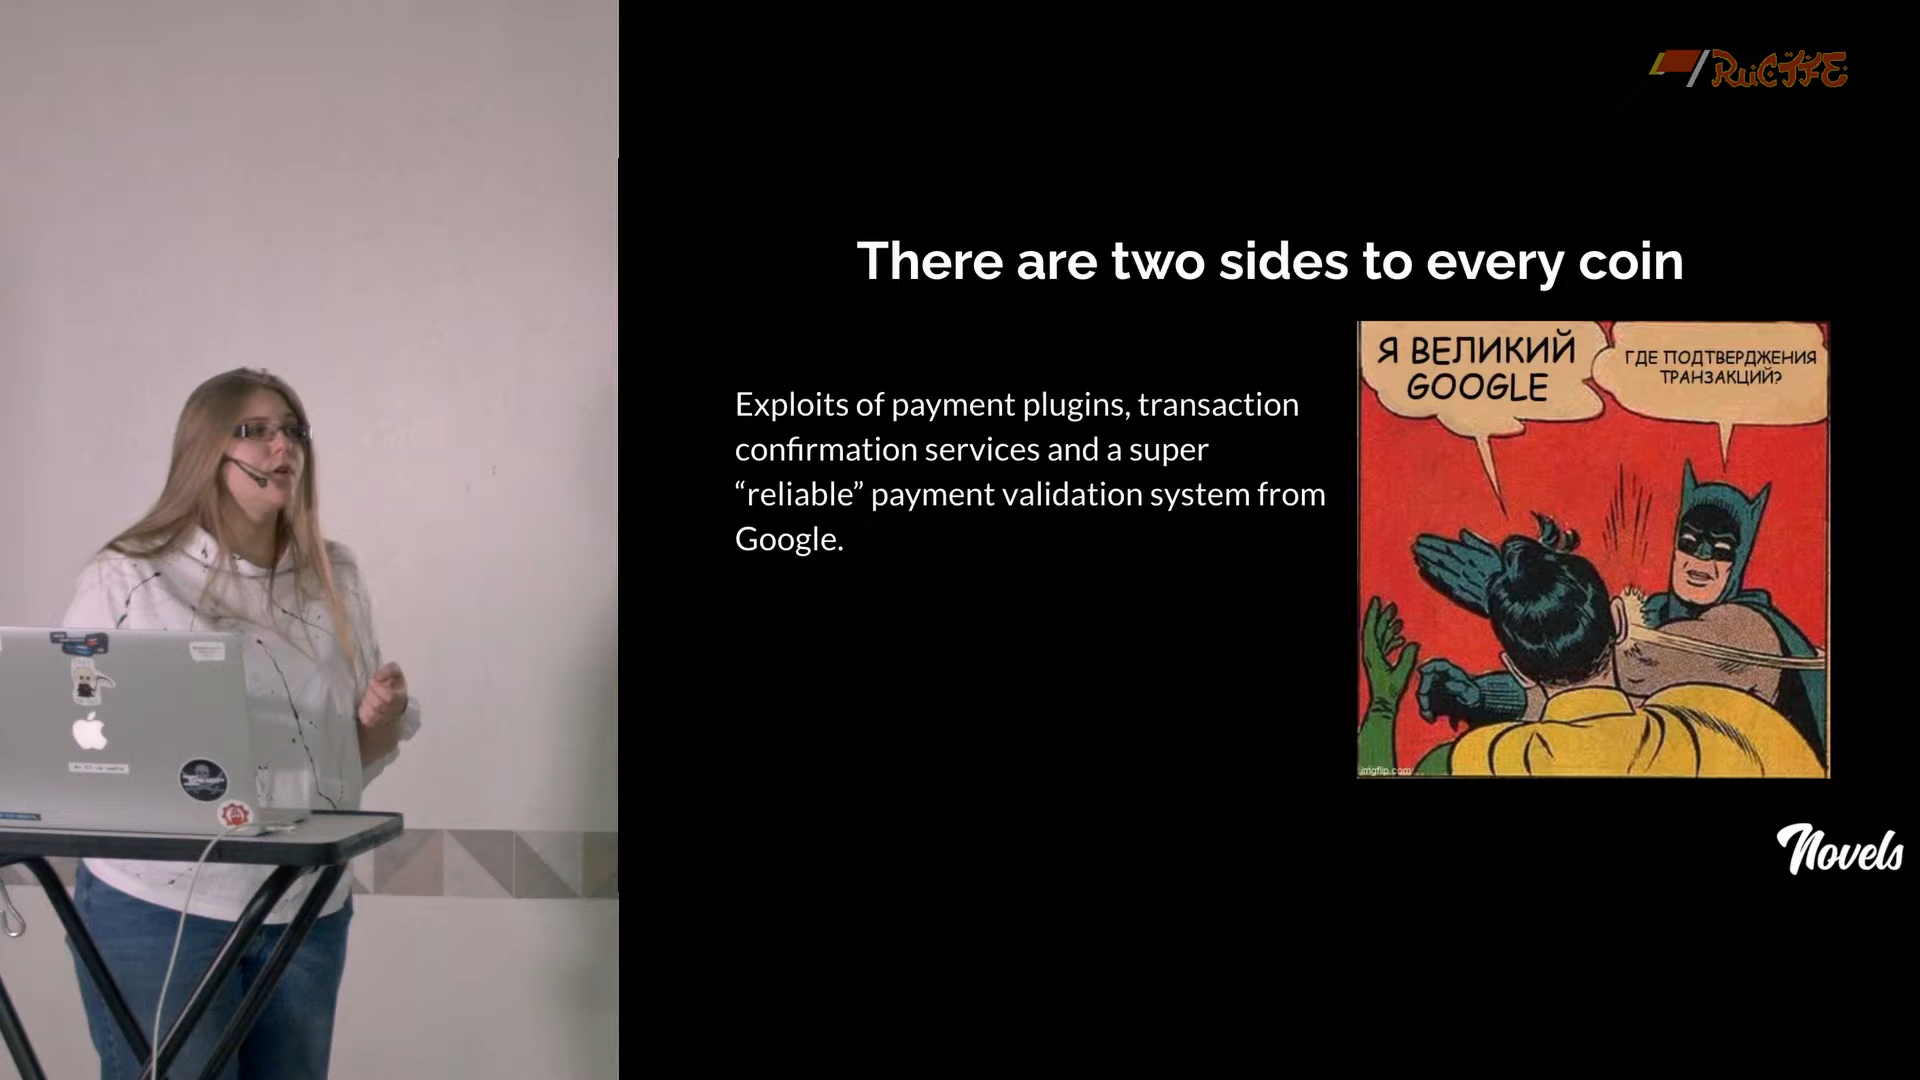 RUCTFE
There are two sides to every coin
Exploits of payment plugins, transaction
confirmation services and a super
“reliable” payment validation system from
Google.
Я ВЕЛИКИЙ
GOOGLE
ГДЕ ПОДТВЕРДЖЕНИЯ
ТРАНЗАКЦИЙ?
imgflip.com
Novels